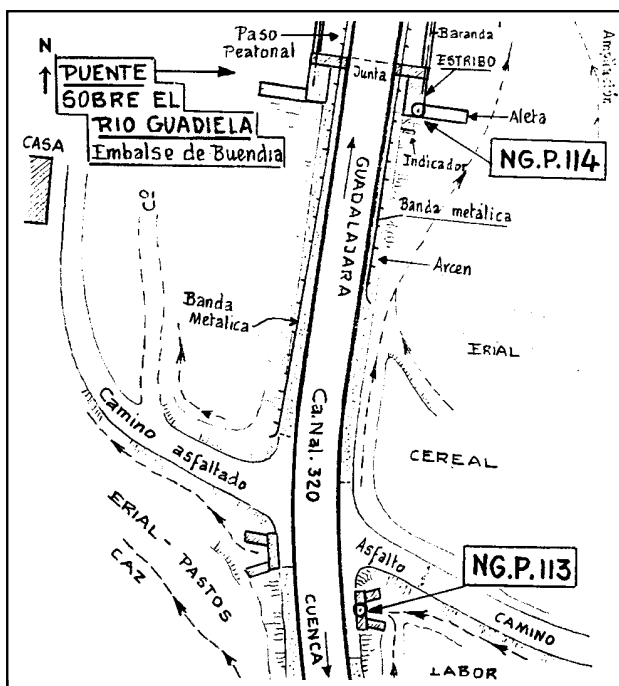 N
PUENTE
SOBRE EL
RIO GUADIELA
Embalse de Buendia
CASA
Paso
Peatonal
Junta
Baranda
ESTRIBO
Aleta
Ampliación
NG.P.114
Indicador
GUADALAJARA
Banda metálica
Arcen
Banda
Metalica
ERIAL
Camino
asfaltado
Ca. Nal. 320
CEREAL
ERIAL - PASTOS
CAZ
Asfalto
NG.P.113
CUENCA
CAMINO
LABOR